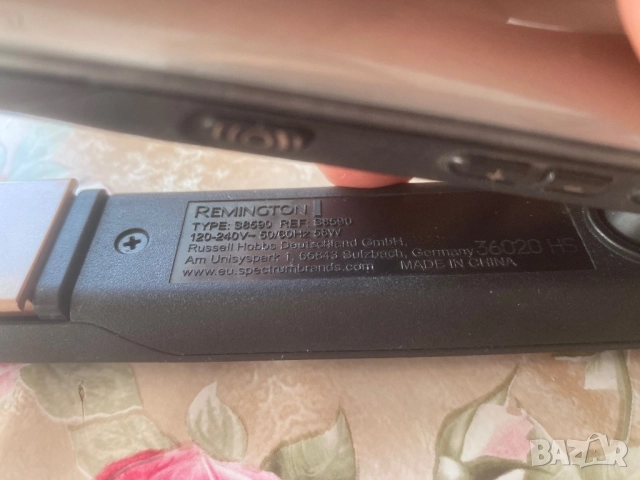 REMINGTON
TYPE: S8590 REF: S8590
120-240V~ 50/60Hz 56W
Russell Hobbs Deutschland GmbH,
Am Unisyspark 1, 66843 Sulzbach, Germany
www.eu.spectrumbrands.com
MADE IN CHINA
36020 HS
BAZAR